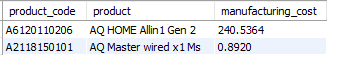 product_code product manufacturing_cost
A6120110206 AQ HOME Allin1 Gen 2 240.5364
A2118150101 AQ Master wired x1 Ms 0.8920